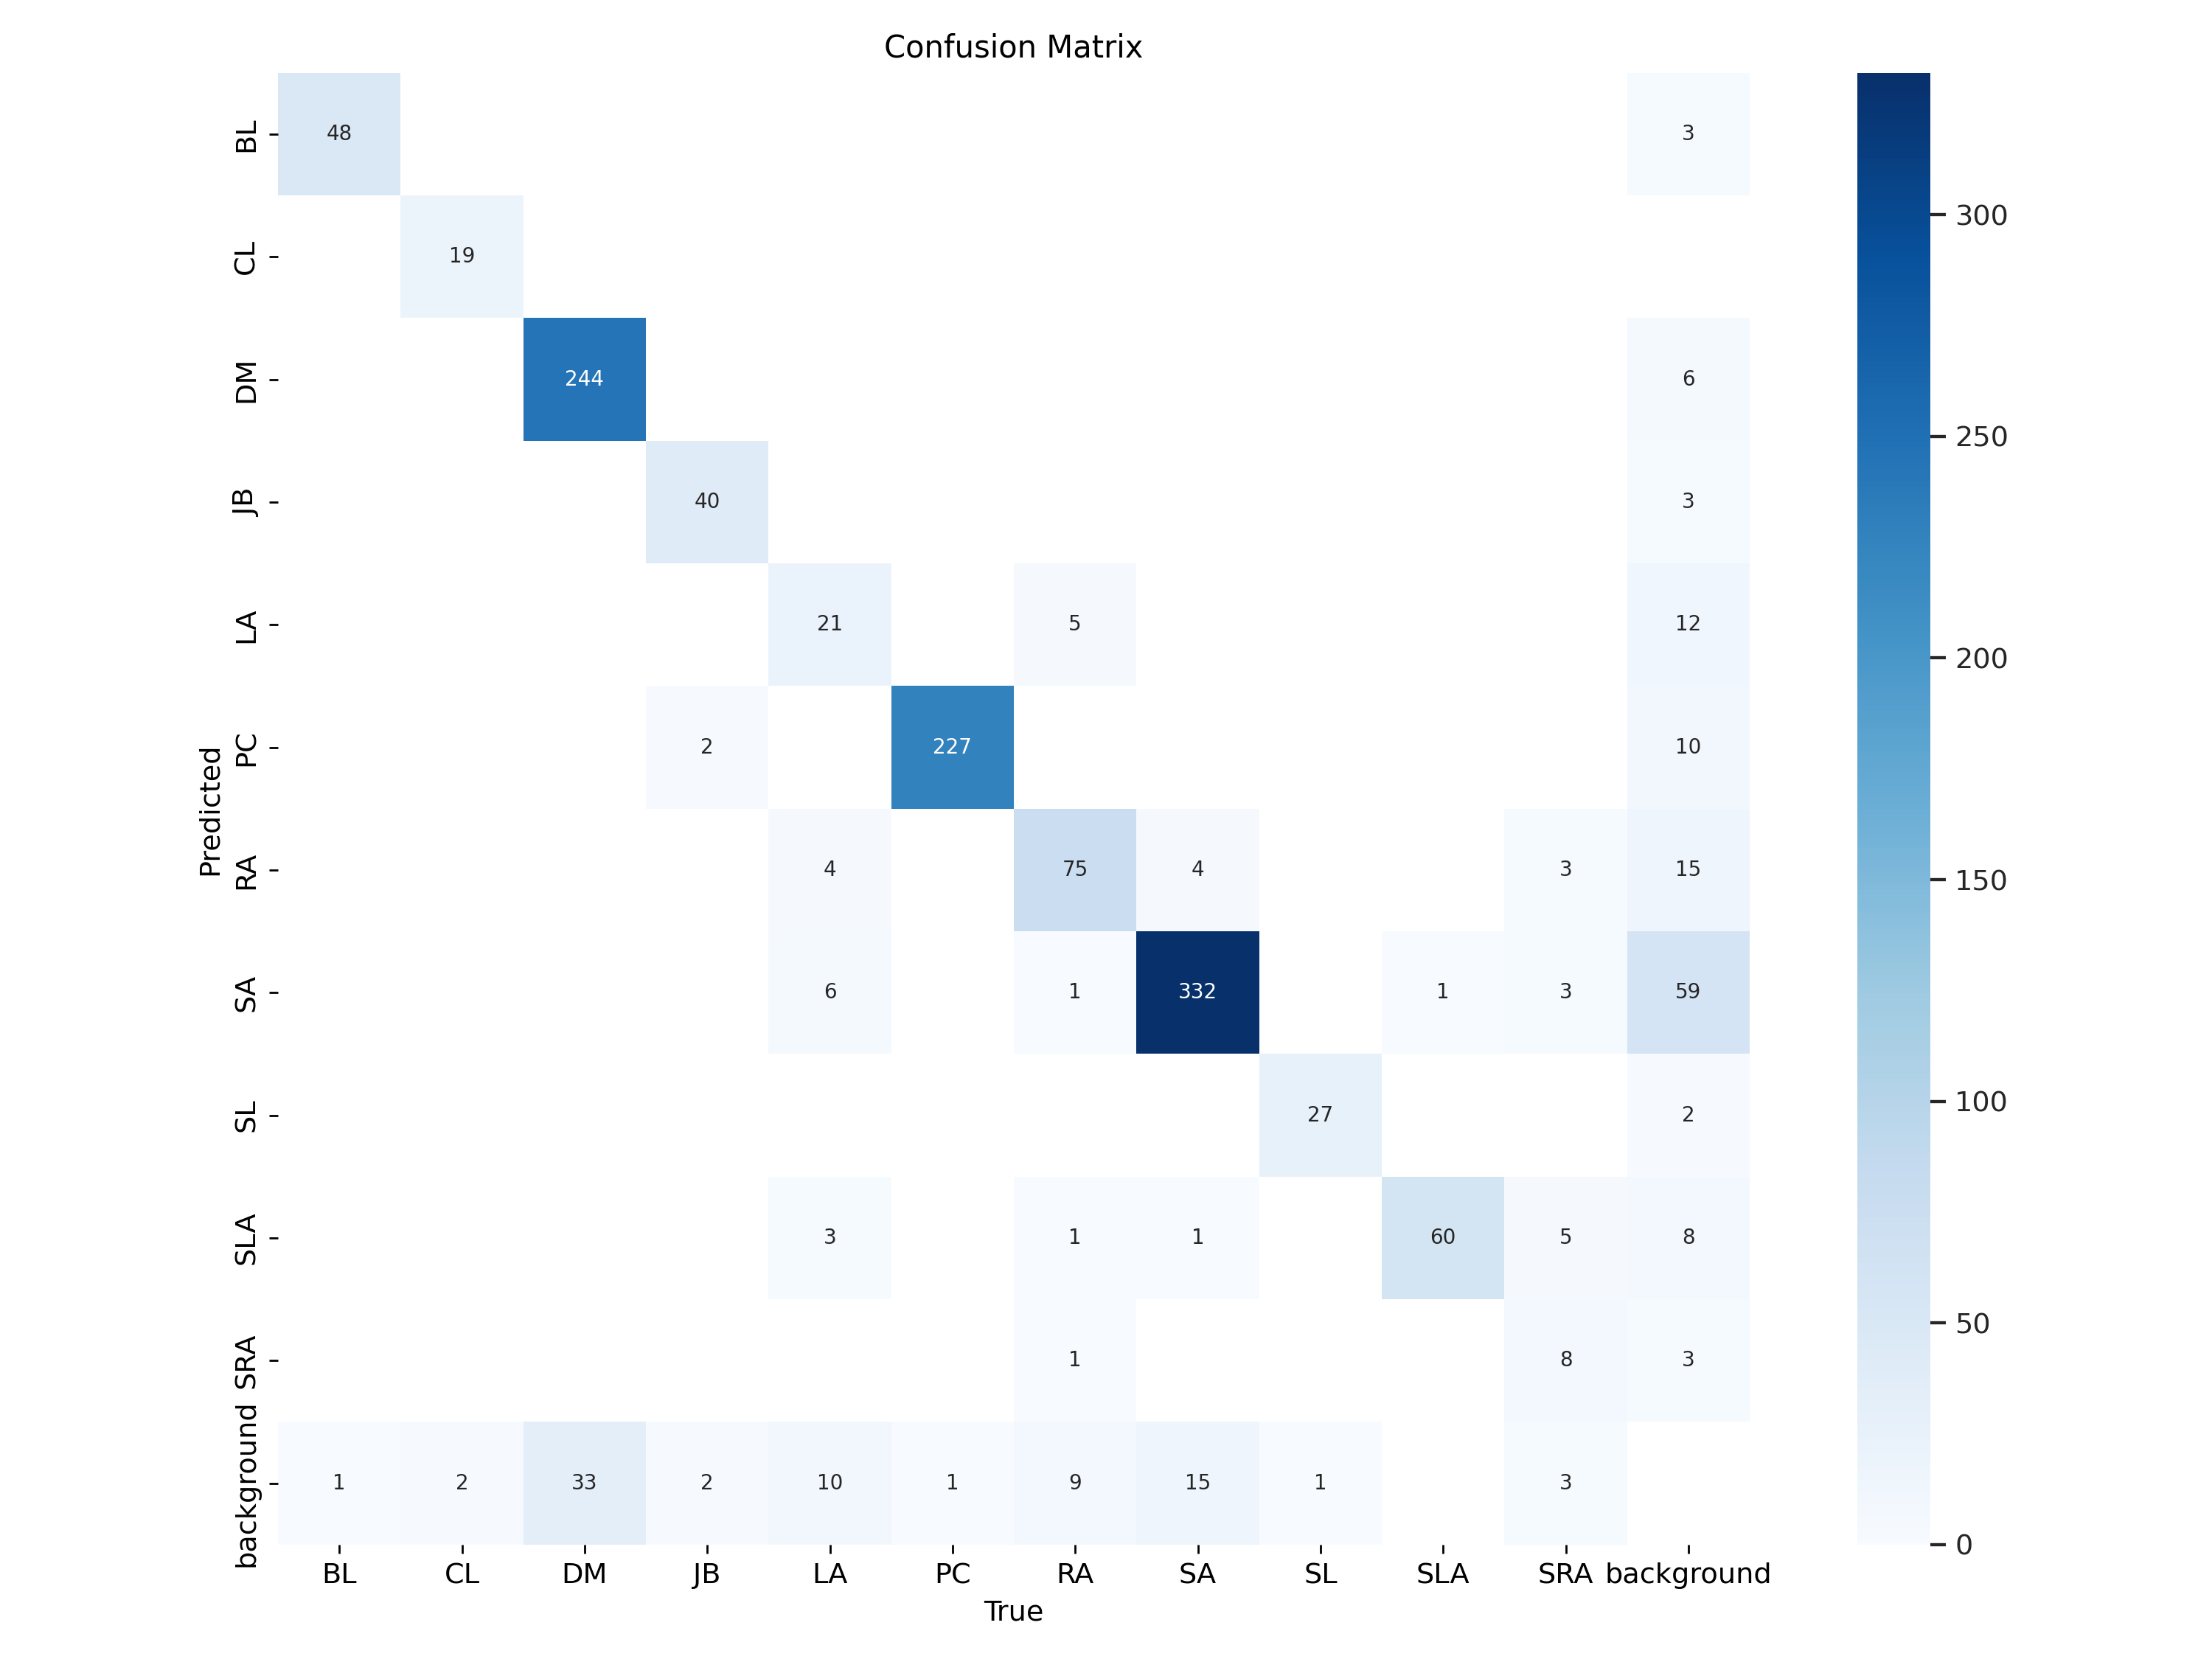 Confusion Matrix
BL 48 3
CL 19
DM 244 6
JB 40 3
LA 21 5 12
PC 2 227 10
RA 4 75 4 3 15
SA 6 1 332 1 3 59
SL 27 2
SLA 3 1 1 60 5 8
SRA 1 8 3
background 1 2 33 2 10 1 9 15 1 3
BL CL DM JB LA PC RA SA SL SLA SRA background
True
Predicted
300
250
200
150
100
50
0